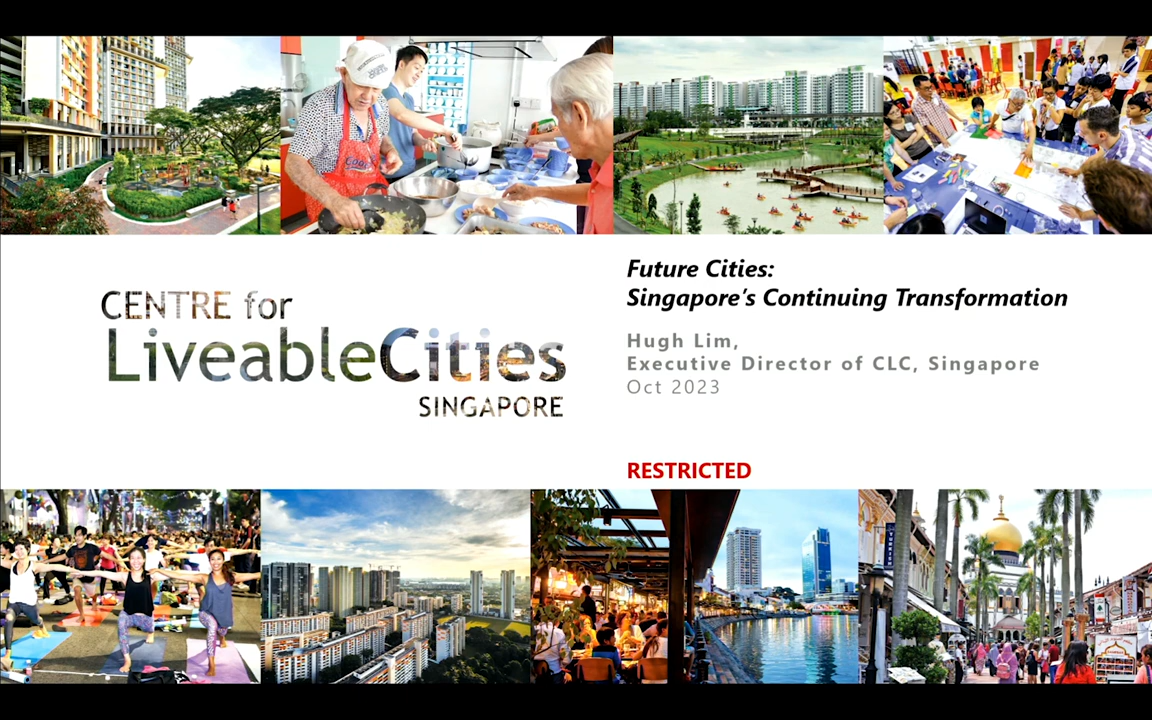 CENTRE for
LiveableCities
SINGAPORE
Future Cities:
Singapore's Continuing Transformation
Hugh Lim,
Executive Director of CLC, Singapore
Oct 2023
RESTRICTED